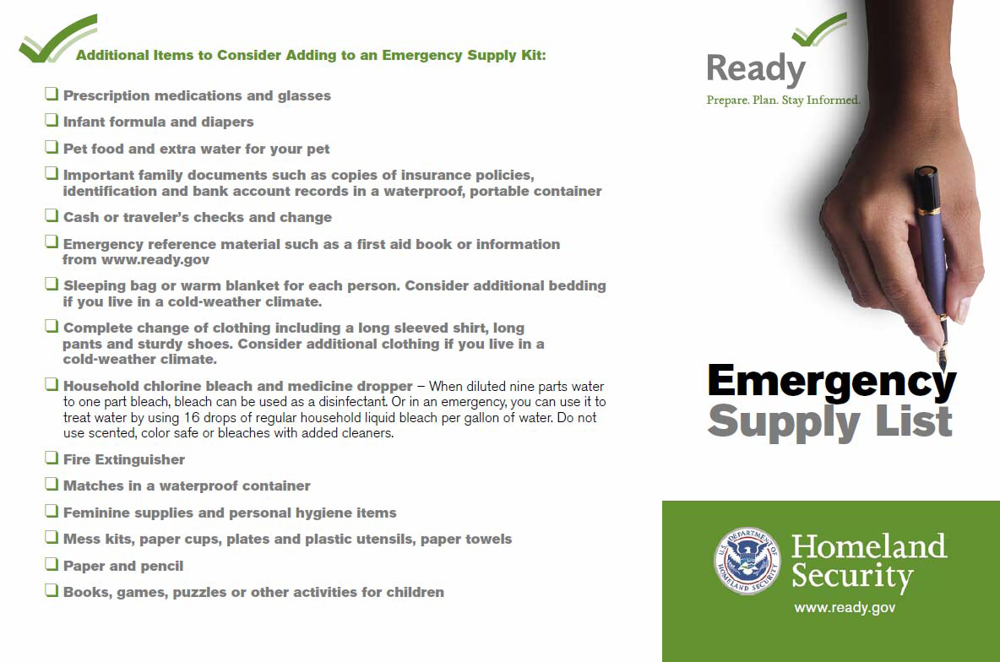 Additional Items to Consider Adding to an Emergency Supply Kit:
Prescription medications and glasses
Infant formula and diapers
Pet food and extra water for your pet
Important family documents such as copies of insurance policies,
identification and bank account records in a waterproof, portable container
Cash or traveler's checks and change
Emergency reference material such as a first aid book or information
from www.ready.gov
Sleeping bag or warm blanket for each person. Consider additional bedding
if you live in a cold-weather climate.
Complete change of clothing including a long sleeved shirt, long
pants and sturdy shoes. Consider additional clothing if you live in a
cold-weather climate.
Household chlorine bleach and medicine dropper – When diluted nine parts water
to one part bleach, bleach can be used as a disinfectant. Or in an emergency, you can use it to
treat water by using 16 drops of regular household liquid bleach per gallon of water. Do not
use scented, color safe or bleaches with added cleaners.
Fire Extinguisher
Matches in a waterproof container
Feminine supplies and personal hygiene items
Mess kits, paper cups, plates and plastic utensils, paper towels
Paper and pencil
Books, games, puzzles or other activities for children
Ready
Prepare. Plan. Stay Informed.
Emergency
Supply List
U.S. DEPARTMENT OF
HOMELAND SECURITY
Homeland
Security
www.ready.gov